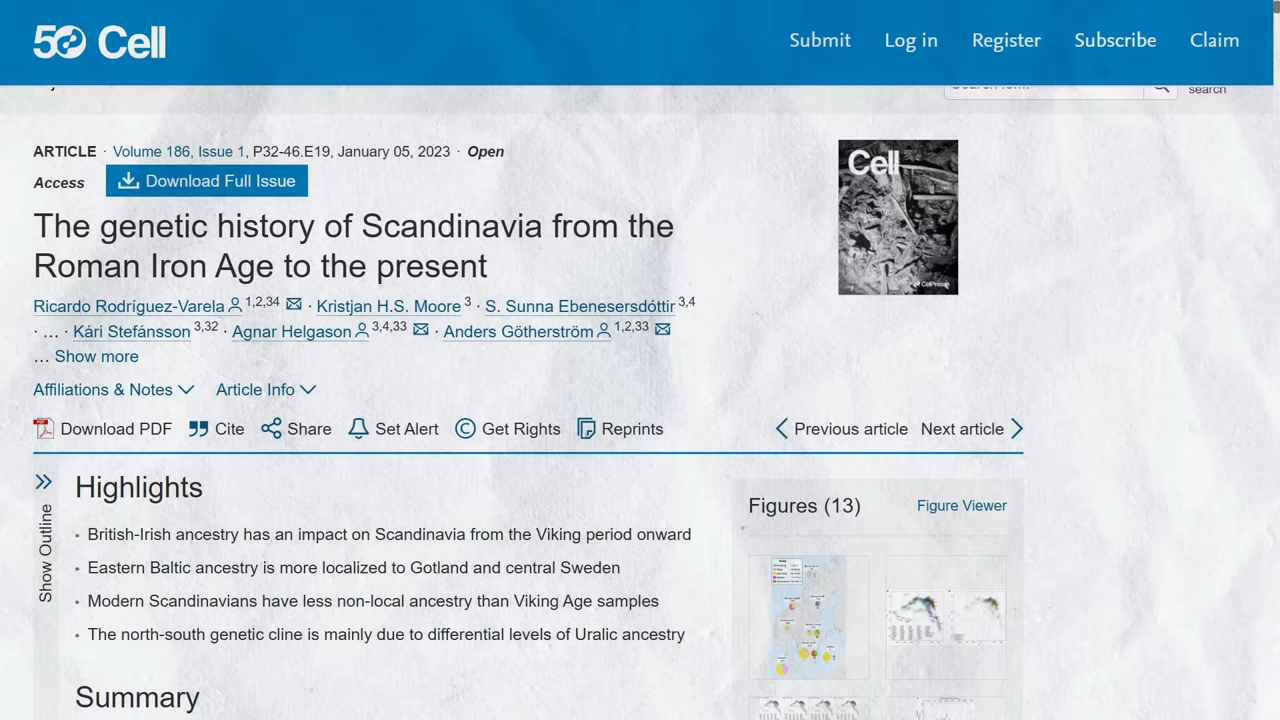 50 Cell
Submit Log in Register Subscribe Claim
search
ARTICLE · Volume 186, Issue 1, P32-46.E19, January 05, 2023 · Open
Access Download Full Issue
The genetic history of Scandinavia from the
Roman Iron Age to the present
Ricardo Rodríguez-Varela 1,2,34 · Kristjan H.S. Moore 3 · S. Sunna Ebenesersdóttir 3,4
· … · Kári Stefánsson 3,32 · Agnar Helgason 3,4,33 · Anders Götherström 1,2,33
… Show more
Affiliations & Notes Article Info
Download PDF Cite Share Set Alert Get Rights Reprints
Previous article Next article
Cell
CellPress
Show Outline
Highlights
• British-Irish ancestry has an impact on Scandinavia from the Viking period onward
• Eastern Baltic ancestry is more localized to Gotland and central Sweden
• Modern Scandinavians have less non-local ancestry than Viking Age samples
• The north-south genetic cline is mainly due to differential levels of Uralic ancestry
Summary
Figures (13) Figure Viewer